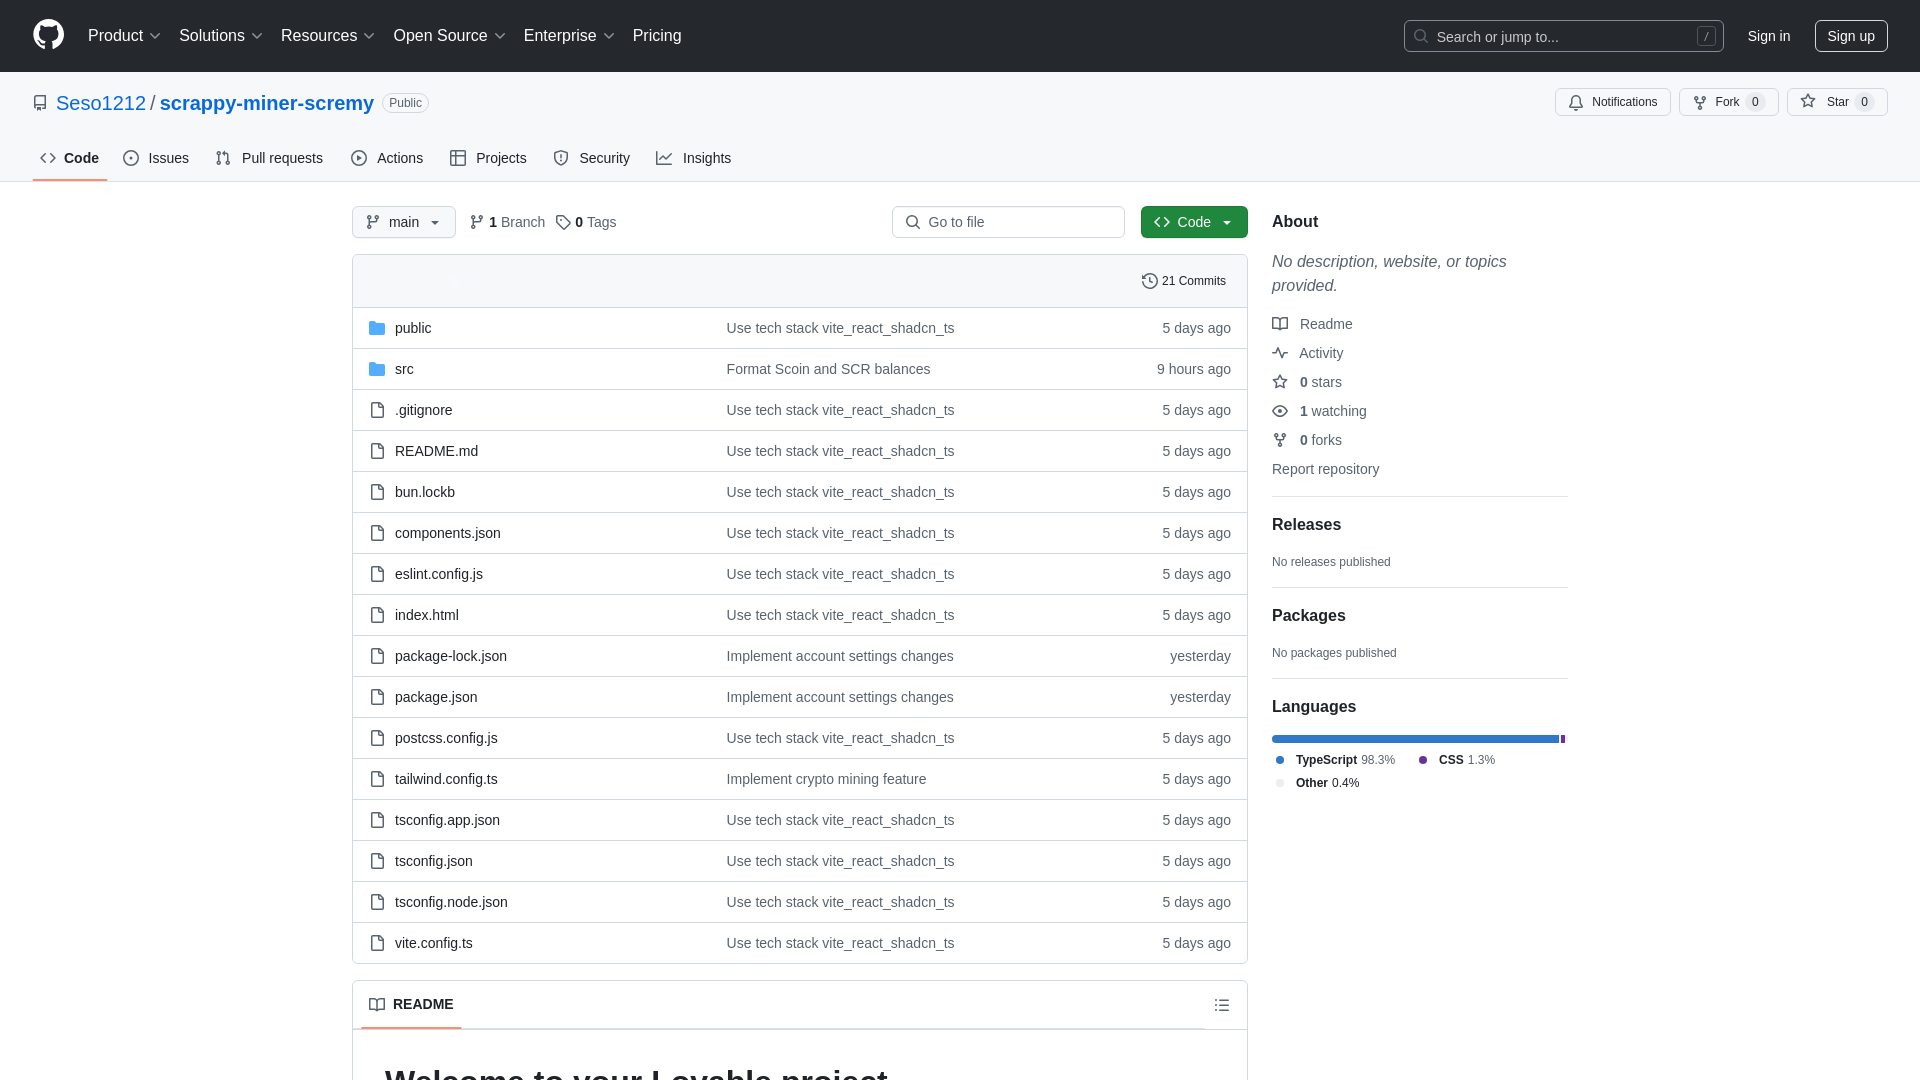 Product Solutions Resources Open Source Enterprise Pricing Search or jump to... / Sign in Sign up
Seso1212 / scrappy-miner-scremy Public Notifications Fork 0 Star 0
Code Issues Pull requests Actions Projects Security Insights
main 1 Branch 0 Tags Go to file Code
21 Commits
public Use tech stack vite_react_shadcn_ts 5 days ago
src Format Scoin and SCR balances 9 hours ago
.gitignore Use tech stack vite_react_shadcn_ts 5 days ago
README.md Use tech stack vite_react_shadcn_ts 5 days ago
bun.lockb Use tech stack vite_react_shadcn_ts 5 days ago
components.json Use tech stack vite_react_shadcn_ts 5 days ago
eslint.config.js Use tech stack vite_react_shadcn_ts 5 days ago
index.html Use tech stack vite_react_shadcn_ts 5 days ago
package-lock.json Implement account settings changes yesterday
package.json Implement account settings changes yesterday
postcss.config.js Use tech stack vite_react_shadcn_ts 5 days ago
tailwind.config.ts Implement crypto mining feature 5 days ago
tsconfig.app.json Use tech stack vite_react_shadcn_ts 5 days ago
tsconfig.json Use tech stack vite_react_shadcn_ts 5 days ago
tsconfig.node.json Use tech stack vite_react_shadcn_ts 5 days ago
vite.config.ts Use tech stack vite_react_shadcn_ts 5 days ago
README
Welcome to your Lovable project
About
No description, website, or topics
provided.
Readme
Activity
0 stars
1 watching
0 forks
Report repository
Releases
No releases published
Packages
No packages published
Languages
TypeScript 98.3% CSS 1.3%
Other 0.4%